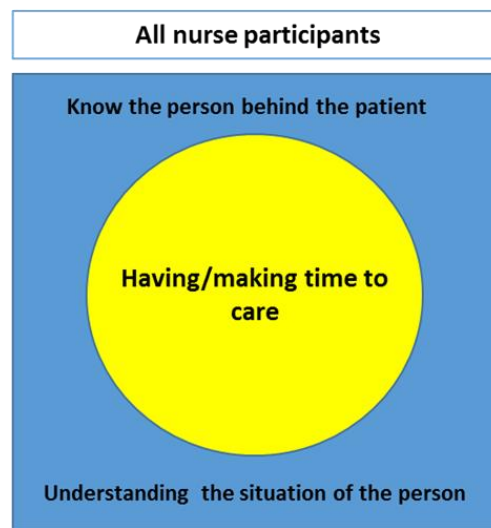 All nurse participants
Know the person behind the patient
Having/making time to
care
Understanding the situation of the person